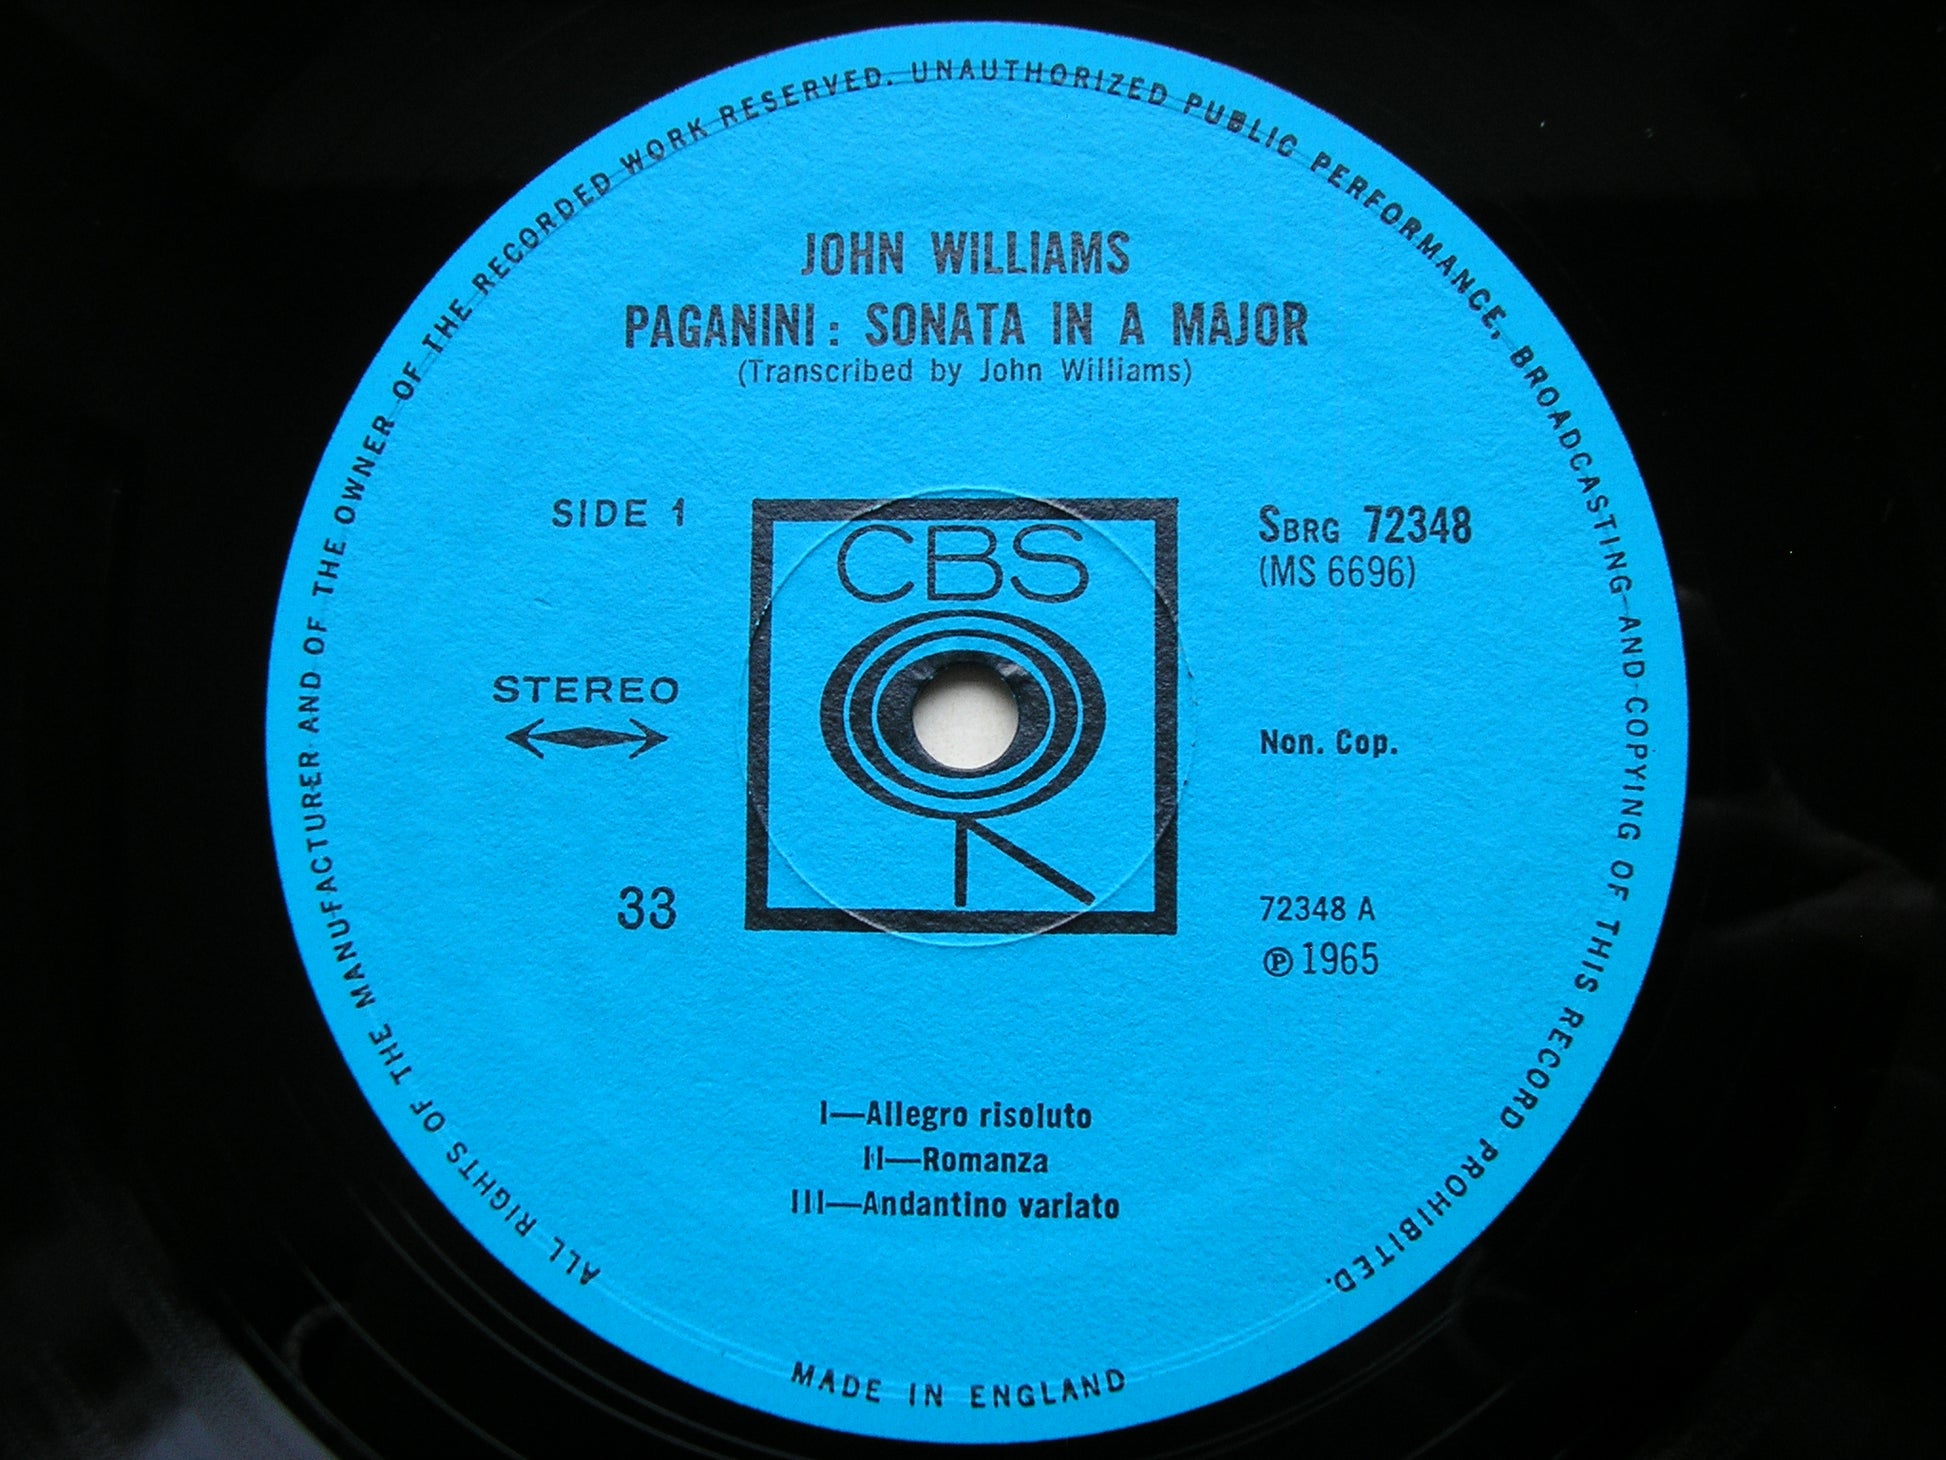 ALL RIGHTS OF THE MANUFACTURER AND OF THE OWNER OF THE RECORDED WORK RESERVED. UNAUTHORIZED PUBLIC PERFORMANCE, BROADCASTING AND COPYING OF THIS RECORD PROHIBITED.
JOHN WILLIAMS
PAGANINI: SONATA IN A MAJOR
(Transcribed by John Williams)
SIDE 1
CBS
SBRG 72348
(MS 6696)
STEREO
Non. Cop.
33
72348 A
℗ 1965
I—Allegro risoluto
II—Romanza
III—Andantino variato
MADE IN ENGLAND